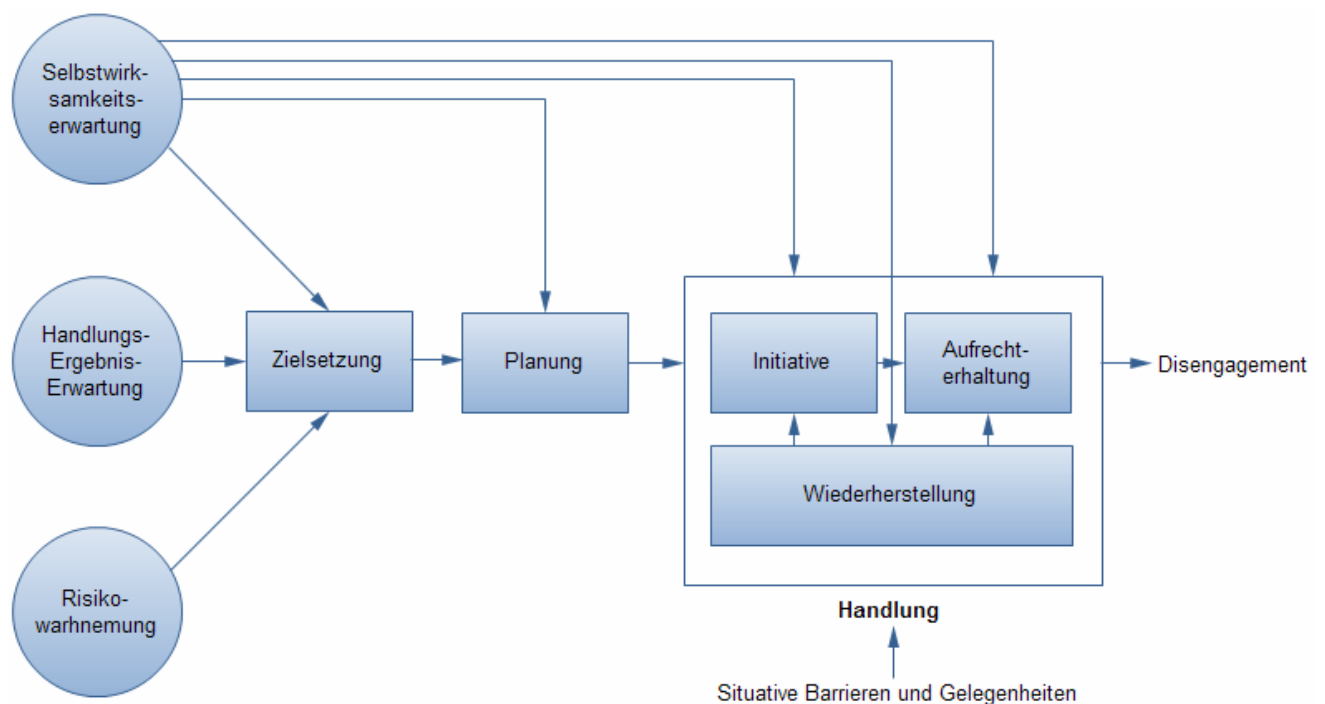 Selbstwirk-
samkeits-
erwartung
Handlungs-
Ergebnis-
Erwartung
Zielsetzung
Planung
Initiative
Aufrecht-
erhaltung
Disengagement
Wiederherstellung
Risiko-
warhnemung
Handlung
Situative Barrieren und Gelegenheiten